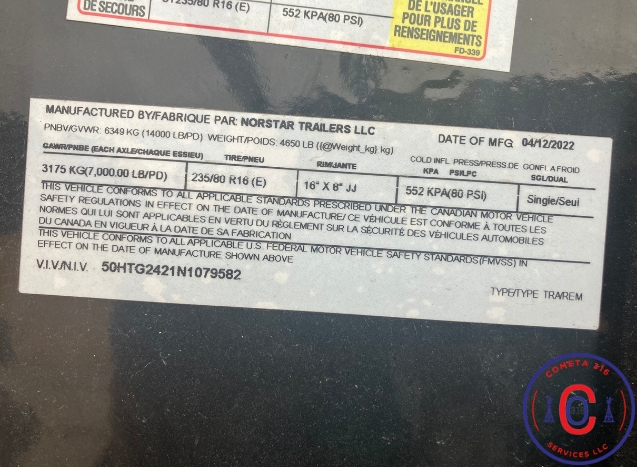 DE SECOURS
ST235/80 R16 (E)
552 KPA(80 PSI)
DE L'USAGER
POUR PLUS DE
RENSEIGNEMENTS
FD-339
MANUFACTURED BY/FABRIQUE PAR: NORSTAR TRAILERS LLC
PNBV/GVWR: 6349 KG (14000 LB/PD) WEIGHT/POIDS: 4650 LB ({@Weight_kg} kg)
DATE OF MFG 04/12/2022
GAWR/PNBE (EACH AXLE/CHAQUE ESSIEU) TIRE/PNEU RIM/JANTE COLD INFL PRESS/PRESS.DE GONFL A FROID
KPA PSI/LPC SGL/DUAL
3175 KG(7,000.00 LB/PD) 235/80 R16 (E) 16" X 6" JJ 552 KPA(80 PSI) Single/Seul
THIS VEHICLE CONFORMS TO ALL APPLICABLE STANDARDS PRESCRIBED UNDER THE CANADIAN MOTOR VEHICLE
SAFETY REGULATIONS IN EFFECT ON THE DATE OF MANUFACTURE/ CE VÉHICULE EST CONFORME À TOUTES LES
NORMES QUI LUI SONT APPLICABLES EN VERTU DU RÈGLEMENT SUR LA SÉCURITÉ DES VÉHICULES AUTOMOBILES
DU CANADA EN VIGUEUR À LA DATE DE SA FABRICATION
THIS VEHICLE CONFORMS TO ALL APPLICABLE U.S. FEDERAL MOTOR VEHICLE SAFETY STANDARDS(FMVSS) IN
EFFECT ON THE DATE OF MANUFACTURE SHOWN ABOVE
V.I.V/N.I.V. 50HTG2421N1079582
TYPE/TYPE TRA/REM
COMETA 216
SERVICES LLC